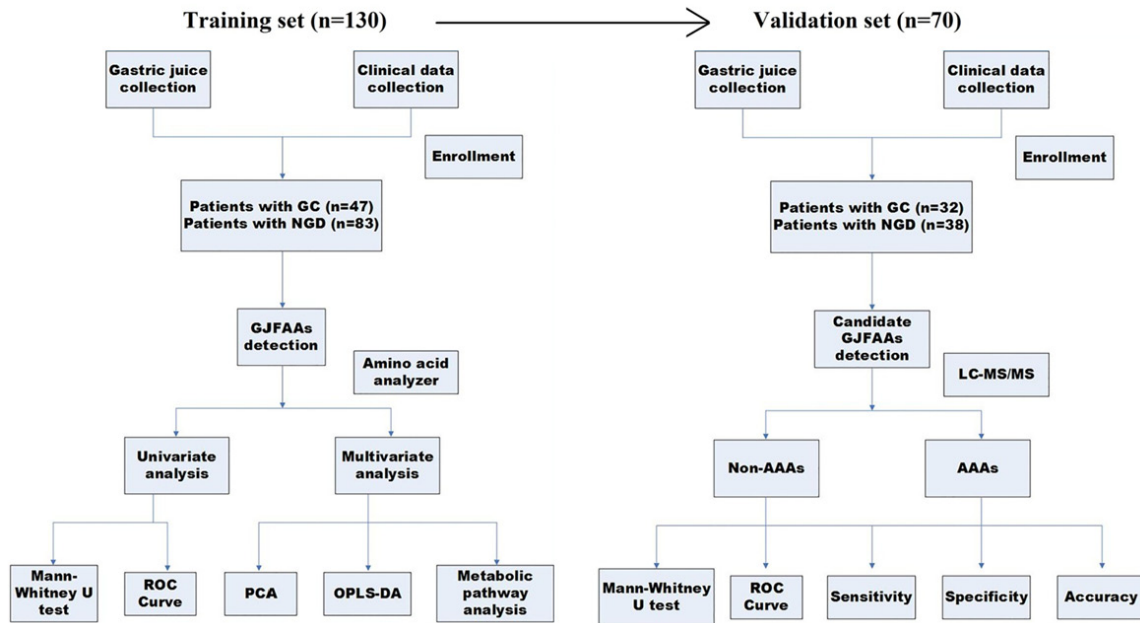 Training set (n=130)
Validation set (n=70)
Gastric juice
collection
Clinical data
collection
Enrollment
Patients with GC (n=47)
Patients with NGD (n=83)
GJFAAs
detection
Amino acid
analyzer
Univariate
analysis
Multivariate
analysis
Mann-
Whitney U
test
ROC
Curve
PCA
OPLS-DA
Metabolic
pathway
analysis
Gastric juice
collection
Clinical data
collection
Enrollment
Patients with GC (n=32)
Patients with NGD (n=38)
Candidate
GJFAAs
detection
LC-MS/MS
Non-AAAs
AAAs
Mann-Whitney
U test
ROC
Curve
Sensitivity
Specificity
Accuracy